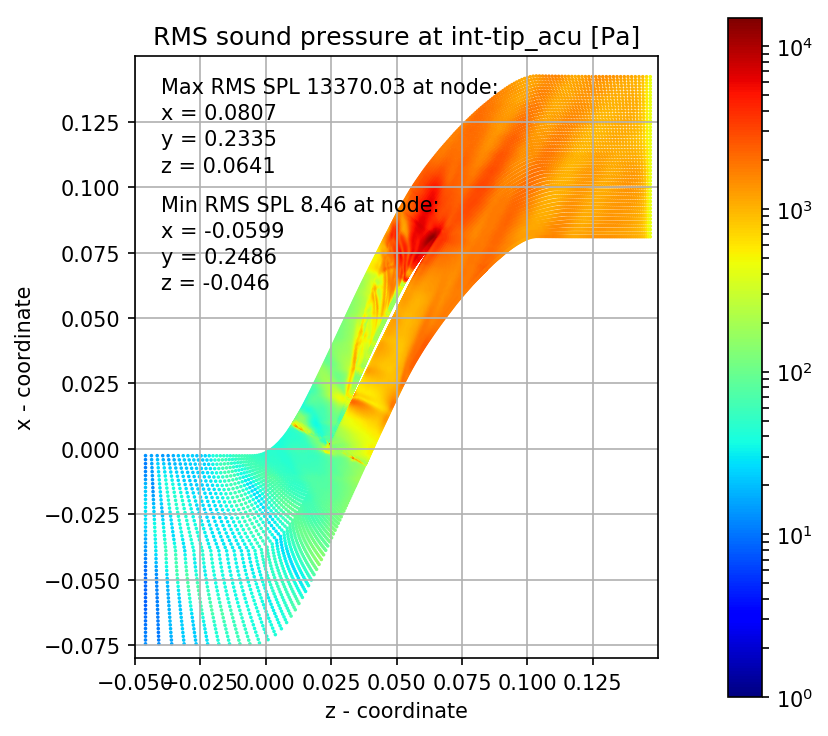 RMS sound pressure at int-tip_acu [Pa]
Max RMS SPL 13370.03 at node:
x = 0.0807
y = 0.2335
z = 0.0641
Min RMS SPL 8.46 at node:
x = -0.0599
y = 0.2486
z = -0.046
x - coordinate
0.125
0.100
0.075
0.050
0.025
0.000
−0.025
−0.050
−0.075
−0.050 −0.025 0.000 0.025 0.050 0.075 0.100 0.125
z - coordinate
10⁴
10³
10²
10¹
10⁰